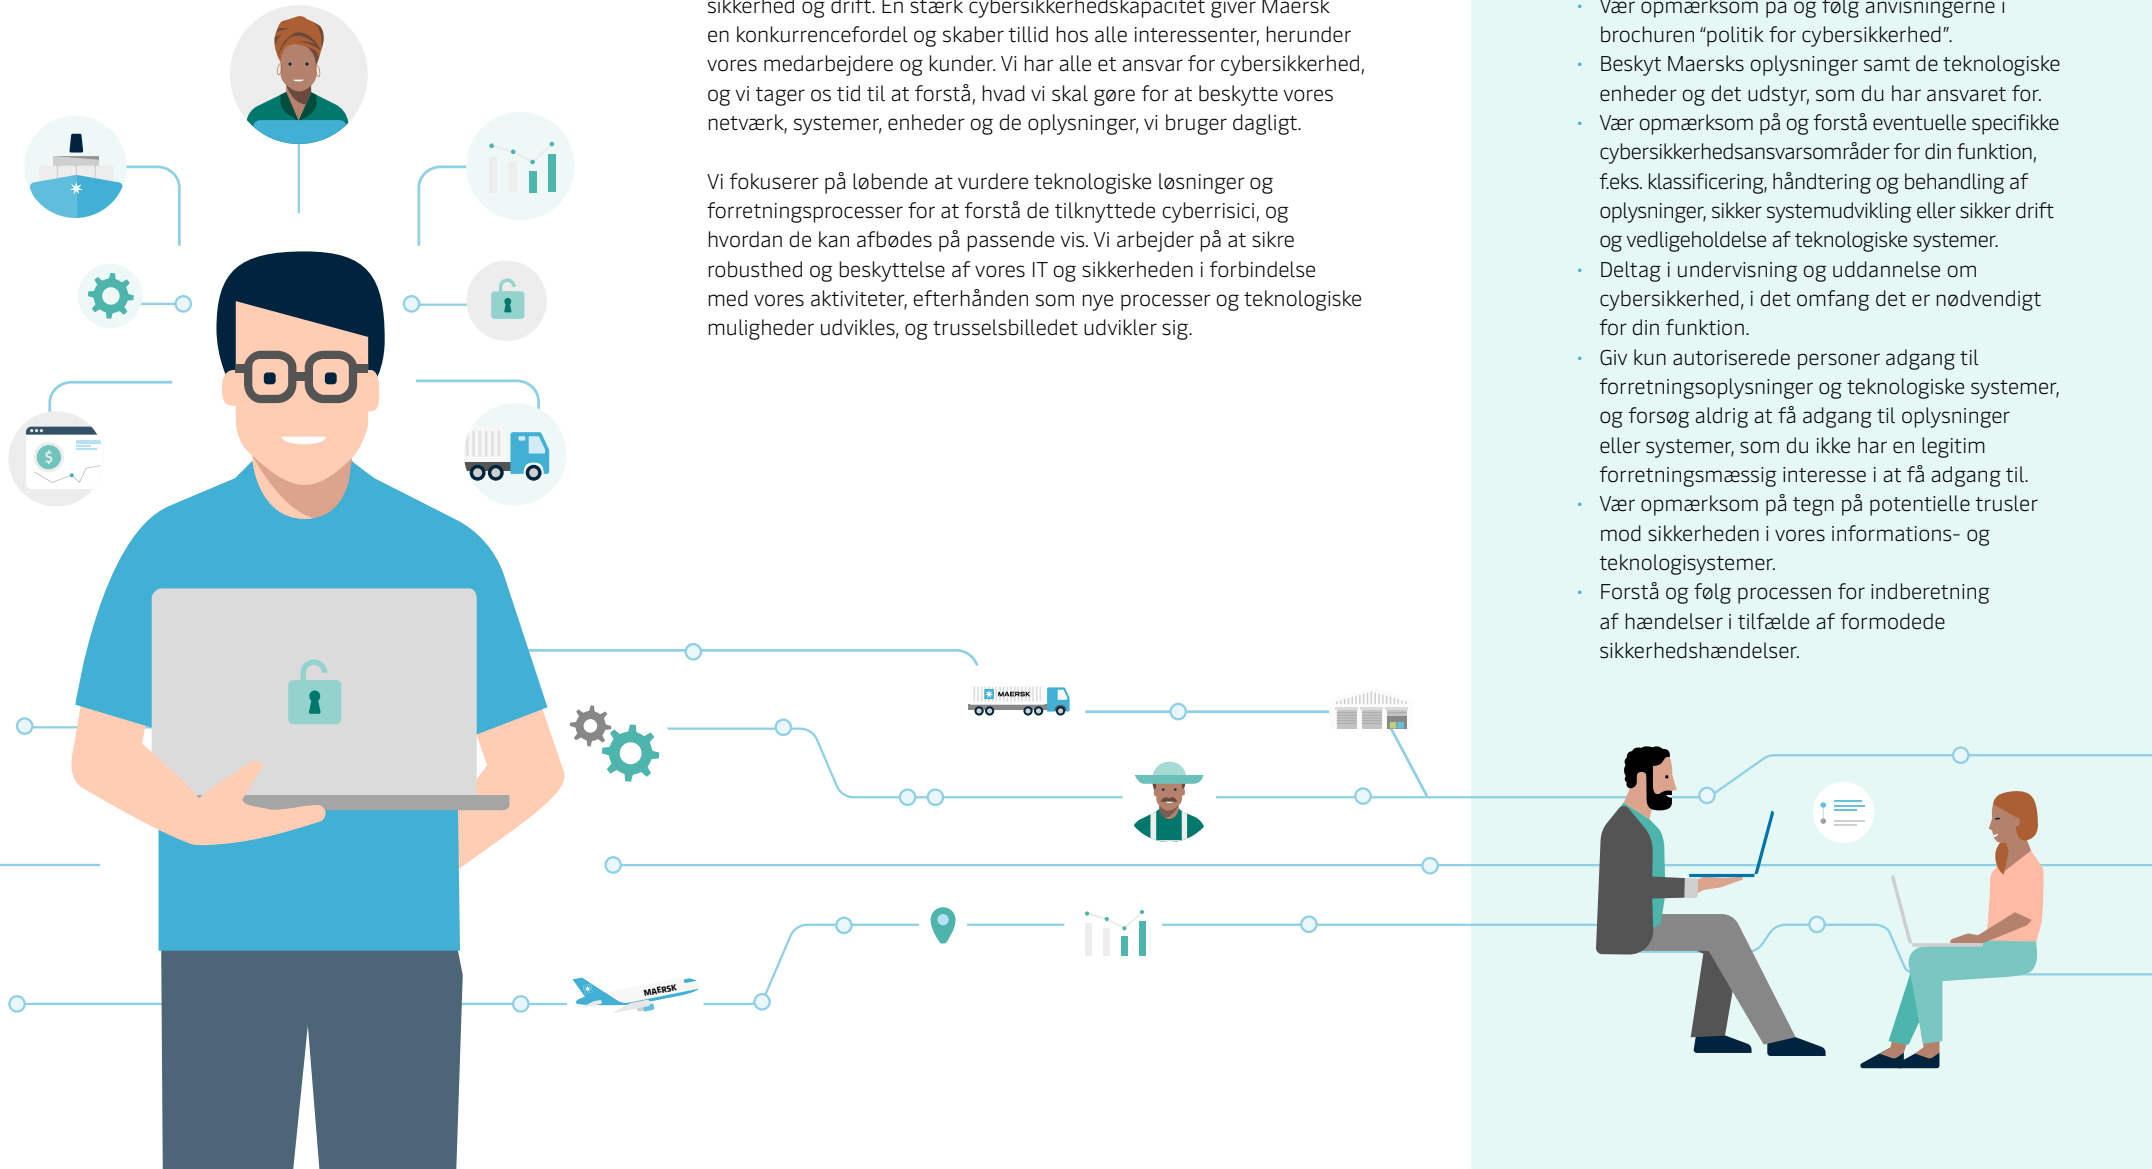 sikkerhed og drift. En stærk cybersikkerhedskapacitet giver Maersk
en konkurrencefordel og skaber tillid hos alle interessenter, herunder
vores medarbejdere og kunder. Vi har alle et ansvar for cybersikkerhed,
og vi tager os tid til at forstå, hvad vi skal gøre for at beskytte vores
netværk, systemer, enheder og de oplysninger, vi bruger dagligt.
Vi fokuserer på løbende at vurdere teknologiske løsninger og
forretningsprocesser for at forstå de tilknyttede cyberrisici, og
hvordan de kan afbødes på passende vis. Vi arbejder på at sikre
robusthed og beskyttelse af vores IT og sikkerheden i forbindelse
med vores aktiviteter, efterhånden som nye processer og teknologiske
muligheder udvikles, og trusselsbilledet udvikler sig.
· Vær opmærksom på og følg anvisningerne i
brochuren "politik for cybersikkerhed".
· Beskyt Maersks oplysninger samt de teknologiske
enheder og det udstyr, som du har ansvaret for.
· Vær opmærksom på og forstå eventuelle specifikke
cybersikkerhedsansvarsområder for din funktion,
f.eks. klassificering, håndtering og behandling af
oplysninger, sikker systemudvikling eller sikker drift
og vedligeholdelse af teknologiske systemer.
· Deltag i undervisning og uddannelse om
cybersikkerhed, i det omfang det er nødvendigt
for din funktion.
· Giv kun autoriserede personer adgang til
forretningsoplysninger og teknologiske systemer,
og forsøg aldrig at få adgang til oplysninger
eller systemer, som du ikke har en legitim
forretningsmæssig interesse i at få adgang til.
· Vær opmærksom på tegn på potentielle trusler
mod sikkerheden i vores informations- og
teknologisystemer.
· Forstå og følg processen for indberetning
af hændelser i tilfælde af formodede
sikkerhedshændelser.
$
MAERSK
MAERSK